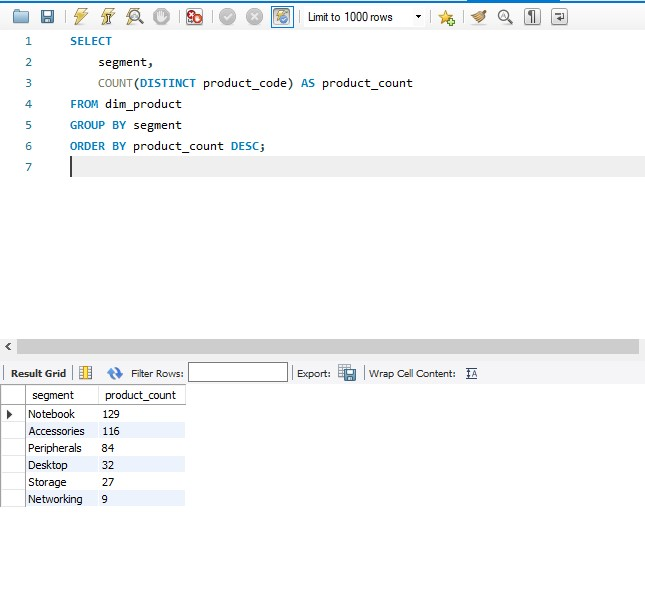 Limit to 1000 rows
1 SELECT
2 segment,
3 COUNT(DISTINCT product_code) AS product_count
4 FROM dim_product
5 GROUP BY segment
6 ORDER BY product_count DESC;
7
Result Grid Filter Rows: Export: Wrap Cell Content:
segment product_count
Notebook 129
Accessories 116
Peripherals 84
Desktop 32
Storage 27
Networking 9